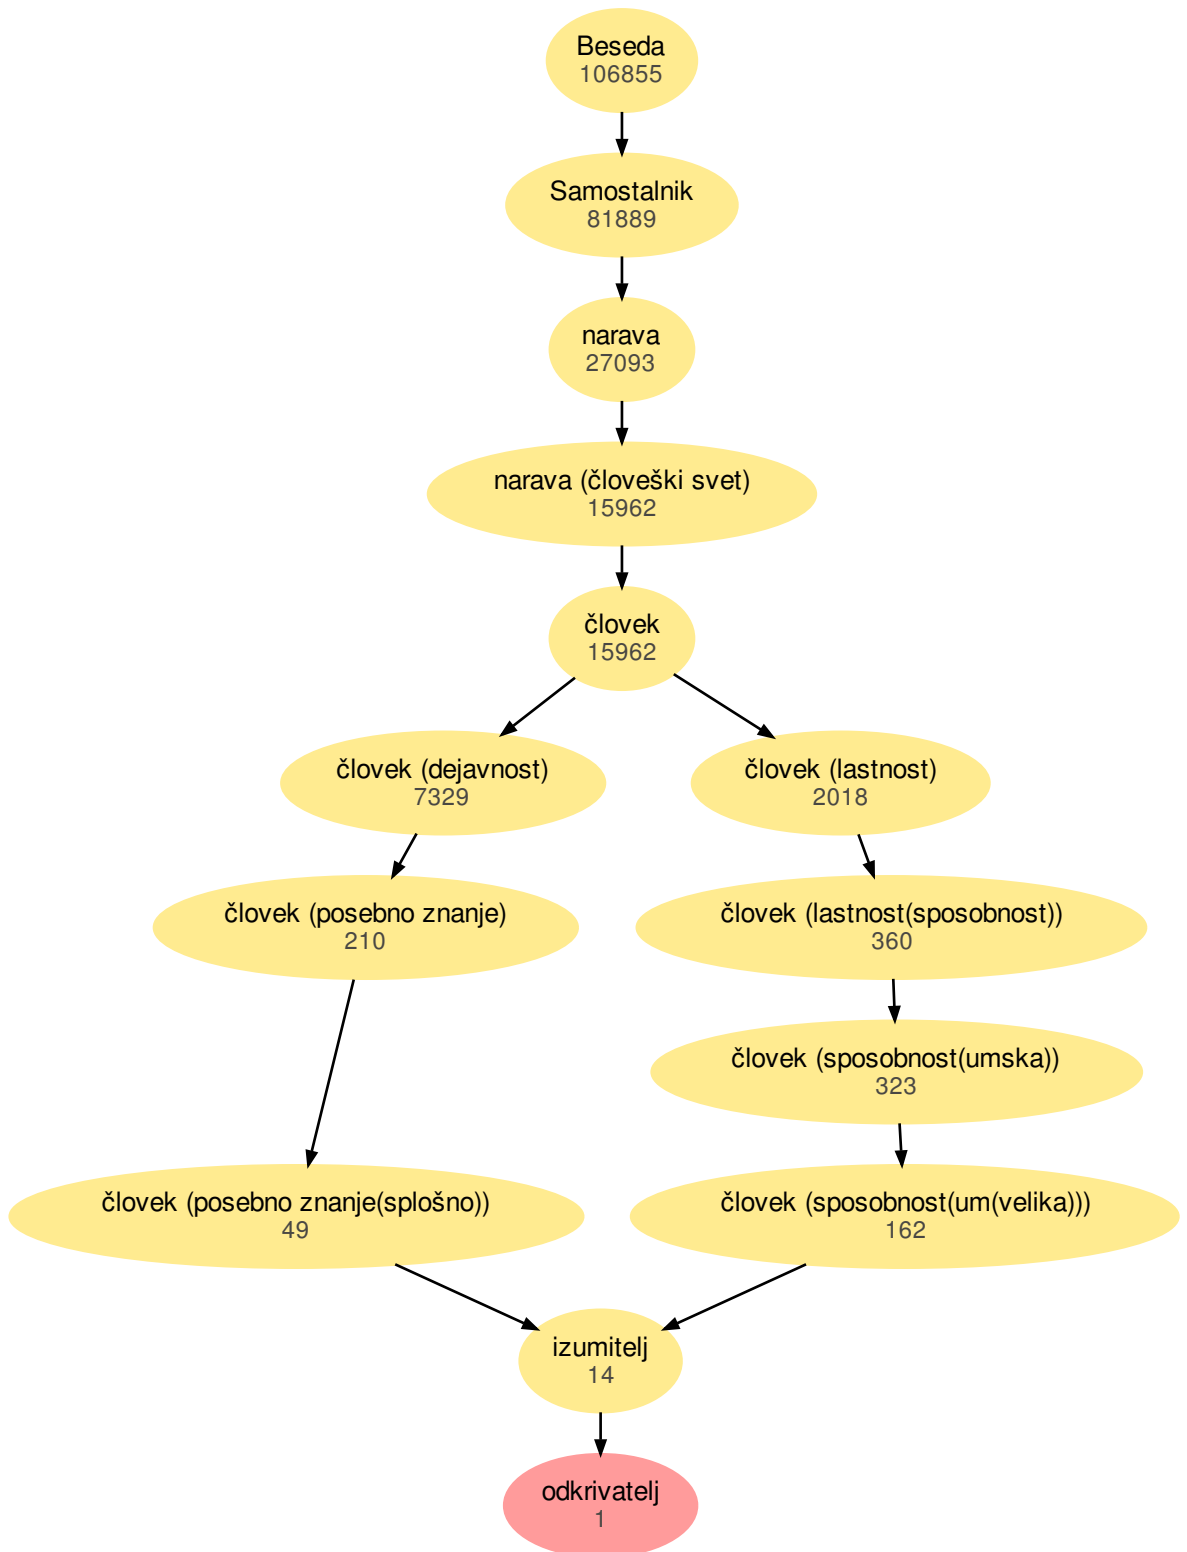 Beseda
106855
Samostalnik
81889
narava
27093
narava (človeški svet)
15962
človek
15962
človek (dejavnost)
7329
človek (lastnost)
2018
človek (posebno znanje)
210
človek (lastnost(sposobnost))
360
človek (sposobnost(umska))
323
človek (posebno znanje(splošno))
49
človek (sposobnost(um(velika)))
162
izumitelj
14
odkrivatelj
1